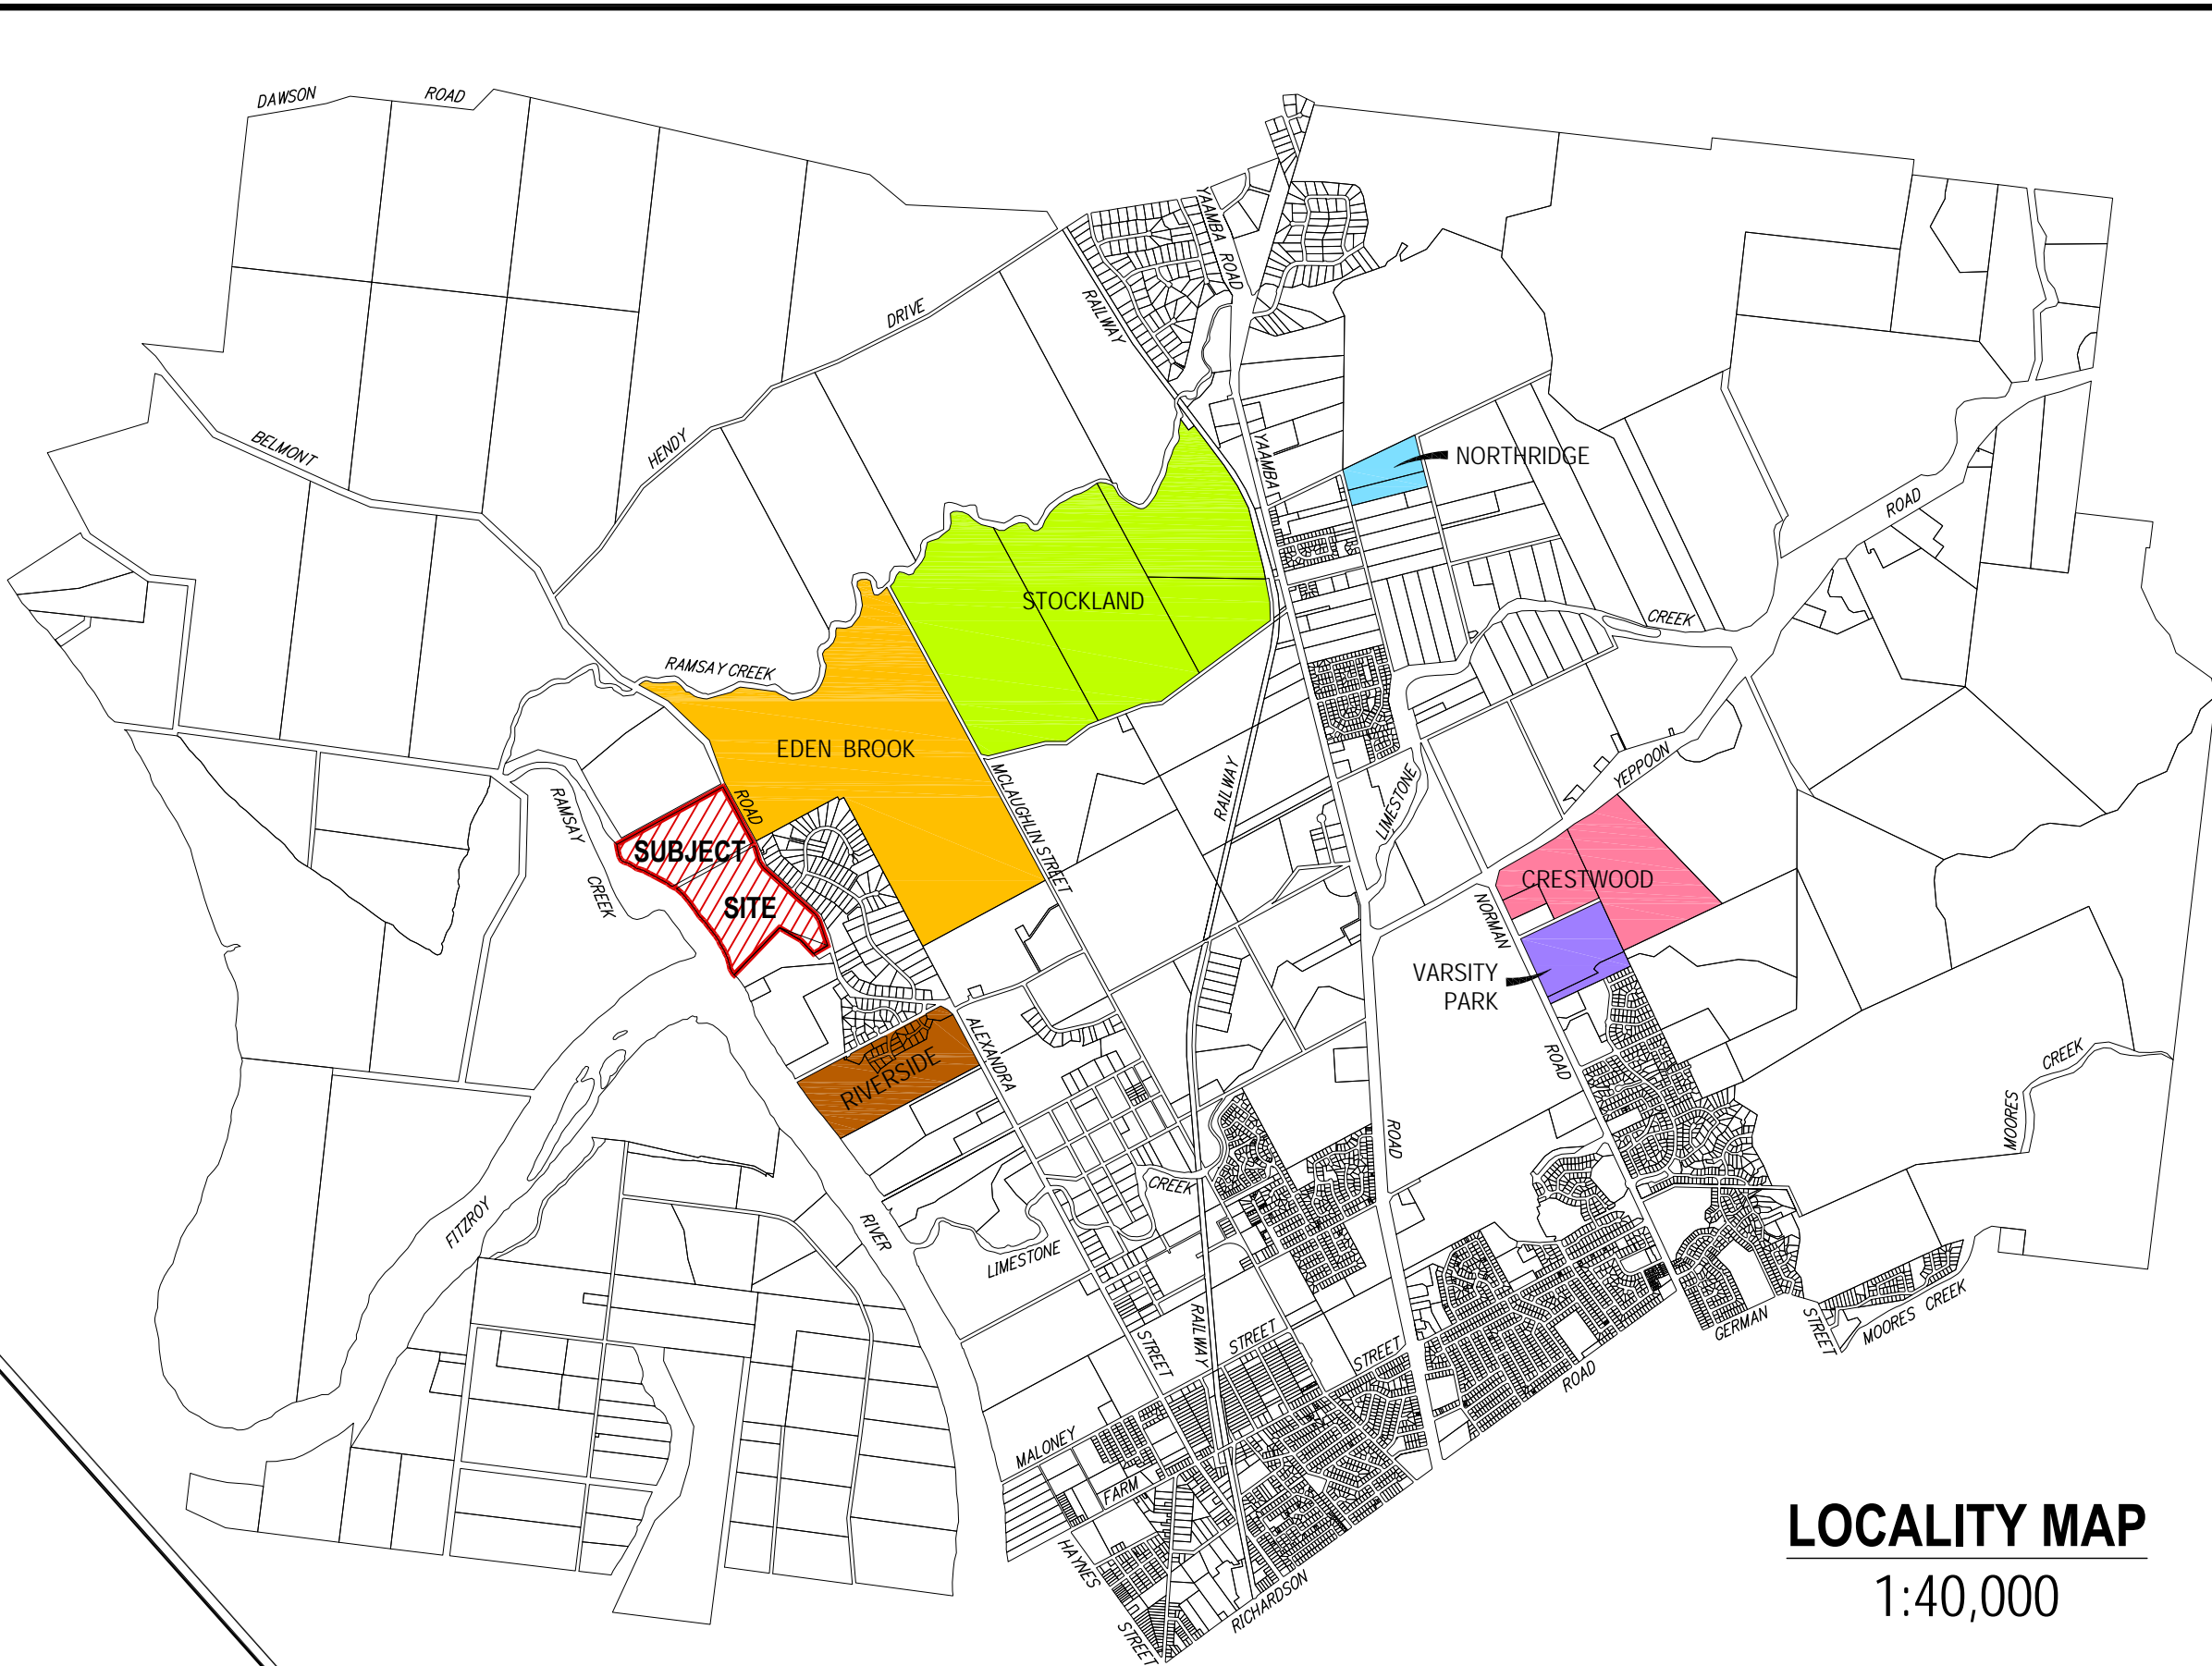 DAWSON ROAD
YAAMBA ROAD
RAILWAY
HENDY DRIVE
BELMONT
YAAMBA
NORTHRIDGE
ROAD
STOCKLAND
CREEK
RAMSAY CREEK
EDEN BROOK
ROAD
RAMSAY
CREEK
MCLAUGHLIN STREET
RAILWAY
LIMESTONE
YEPPOON
SUBJECT
SITE
CRESTWOOD
NORMAN
VARSITY
PARK
ROAD
RIVERSIDE
ALEXANDRA
MOORES
CREEK
ROAD
CREEK
FITZROY
RIVER
LIMESTONE
STREET
RAILWAY
STREET
STREET
ROAD
GERMAN
STREET
MOORES CREEK
MALONEY
FARM
HAYNES
STREET
RICHARDSON
LOCALITY MAP
1:40,000